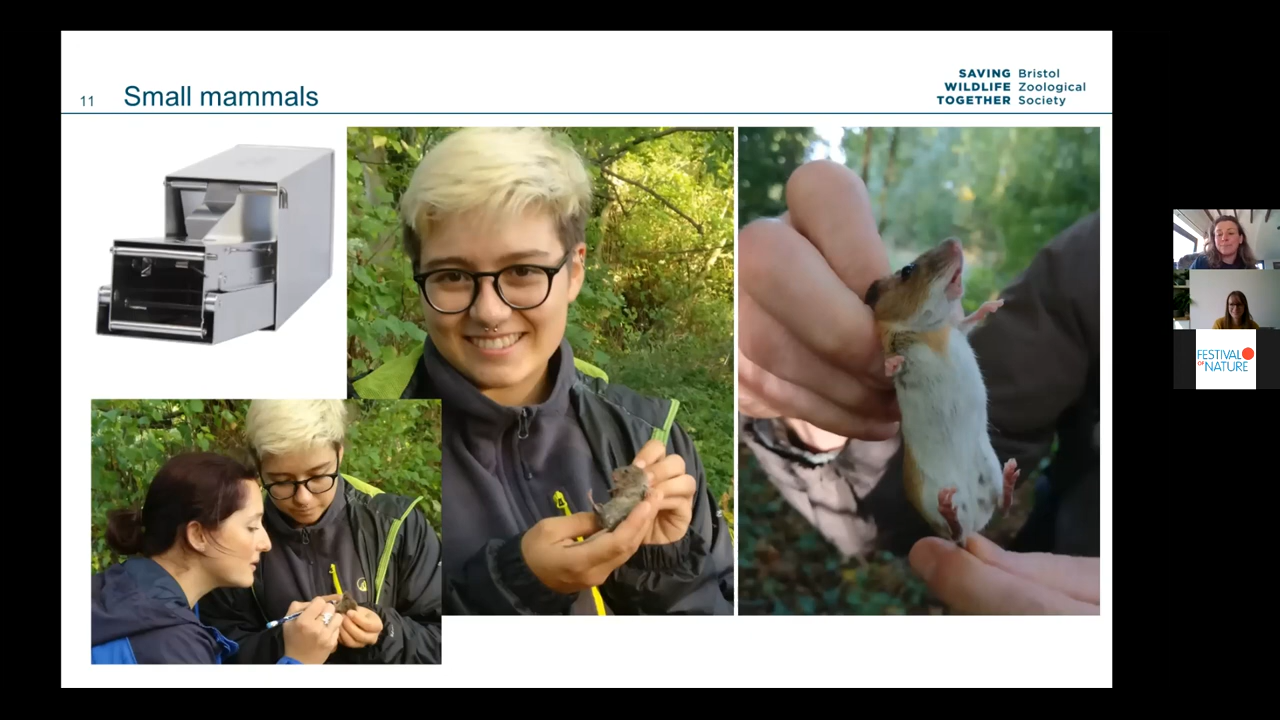 11 Small mammals
SAVING Bristol
WILDLIFE Zoological
TOGETHER Society
FESTIVAL
OF NATURE